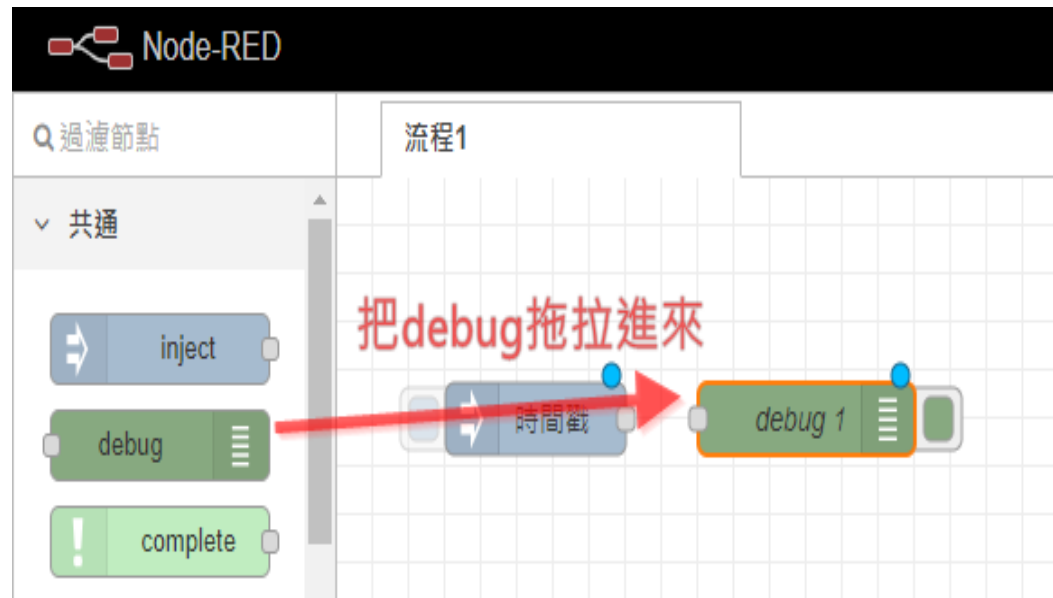 Node-RED
過濾節點
流程1
共通
把debug拖拉進來
inject
時間戳
debug 1
debug
complete